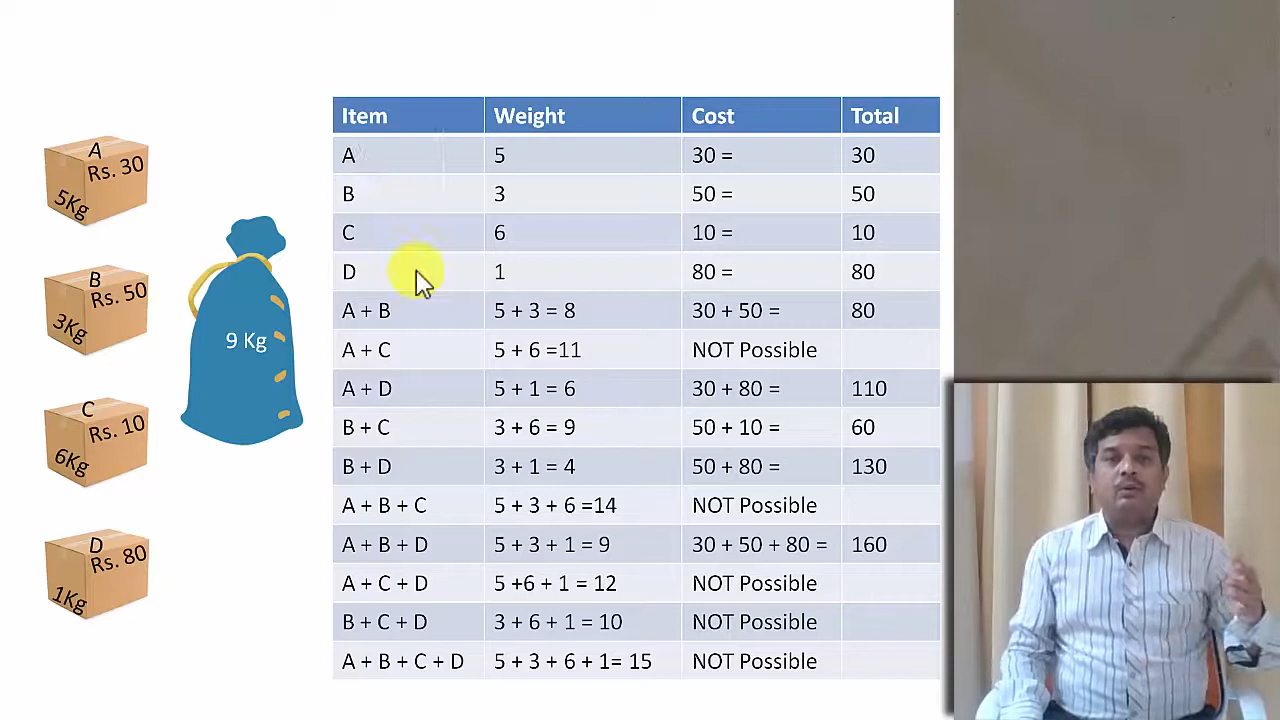 A
Rs. 30
5Kg
B
Rs. 50
3Kg
C
Rs. 10
6Kg
D
Rs. 80
1Kg
9 Kg
Item Weight Cost Total
A 5 30 = 30
B 3 50 = 50
C 6 10 = 10
D 1 80 = 80
A + B 5 + 3 = 8 30 + 50 = 80
A + C 5 + 6 =11 NOT Possible
A + D 5 + 1 = 6 30 + 80 = 110
B + C 3 + 6 = 9 50 + 10 = 60
B + D 3 + 1 = 4 50 + 80 = 130
A + B + C 5 + 3 + 6 =14 NOT Possible
A + B + D 5 + 3 + 1 = 9 30 + 50 + 80 = 160
A + C + D 5 +6 + 1 = 12 NOT Possible
B + C + D 3 + 6 + 1 = 10 NOT Possible
A + B + C + D 5 + 3 + 6 + 1= 15 NOT Possible